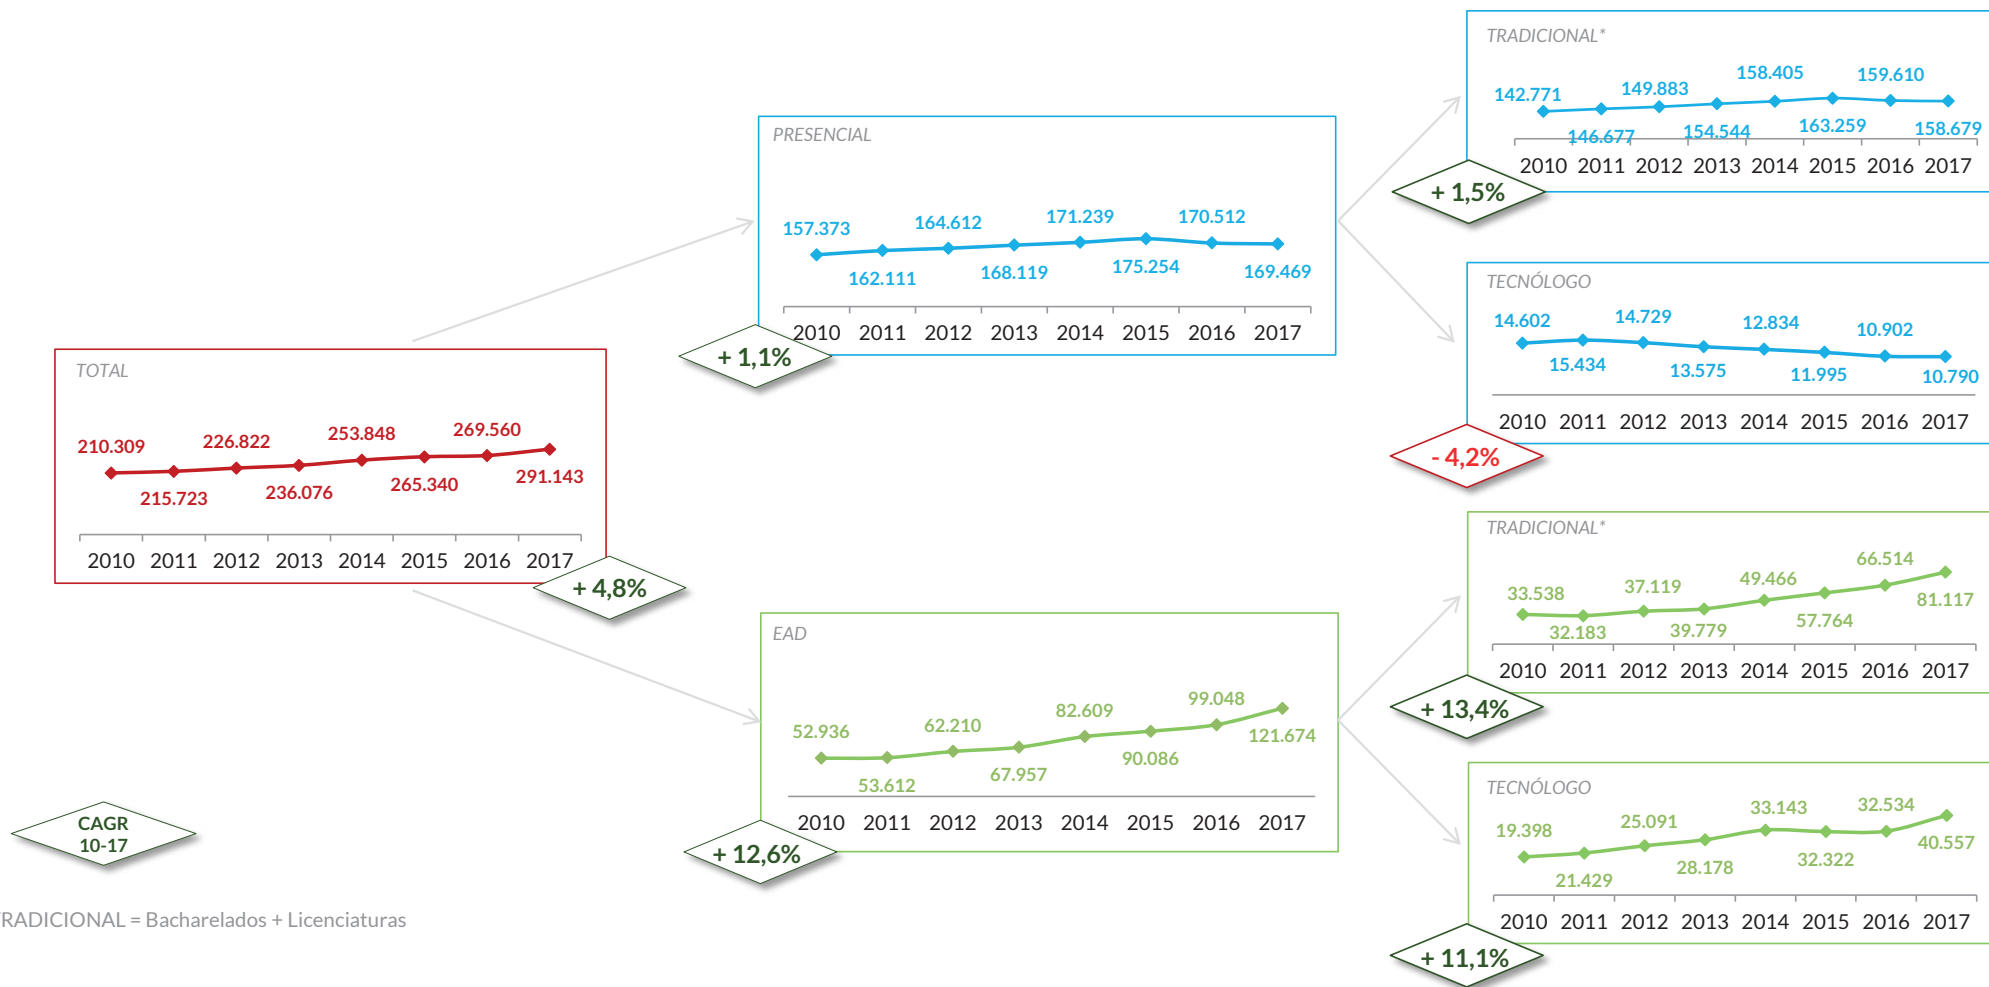 TOTAL
210.309 215.723 226.822 236.076 253.848 265.340 269.560 291.143
2010 2011 2012 2013 2014 2015 2016 2017
+ 4,8%
PRESENCIAL
157.373 162.111 164.612 168.119 171.239 175.254 170.512 169.469
2010 2011 2012 2013 2014 2015 2016 2017
+ 1,1%
EAD
52.936 53.612 62.210 67.957 82.609 90.086 99.048 121.674
2010 2011 2012 2013 2014 2015 2016 2017
+ 12,6%
TRADICIONAL*
142.771 146.677 149.883 154.544 158.405 163.259 159.610 158.679
2010 2011 2012 2013 2014 2015 2016 2017
+ 1,5%
TECNÓLOGO
14.602 15.434 14.729 13.575 12.834 11.995 10.902 10.790
2010 2011 2012 2013 2014 2015 2016 2017
- 4,2%
TRADICIONAL*
33.538 32.183 37.119 39.779 49.466 57.764 66.514 81.117
2010 2011 2012 2013 2014 2015 2016 2017
+ 13,4%
TECNÓLOGO
19.398 21.429 25.091 28.178 33.143 32.322 32.534 40.557
2010 2011 2012 2013 2014 2015 2016 2017
+ 11,1%
CAGR
10-17
TRADICIONAL = Bacharelados + Licenciaturas